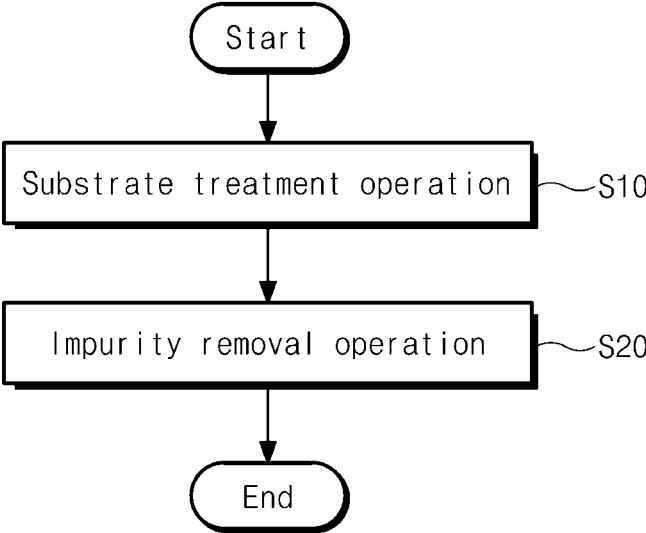 Start
Substrate treatment operation
S10
Impurity removal operation
S20
End